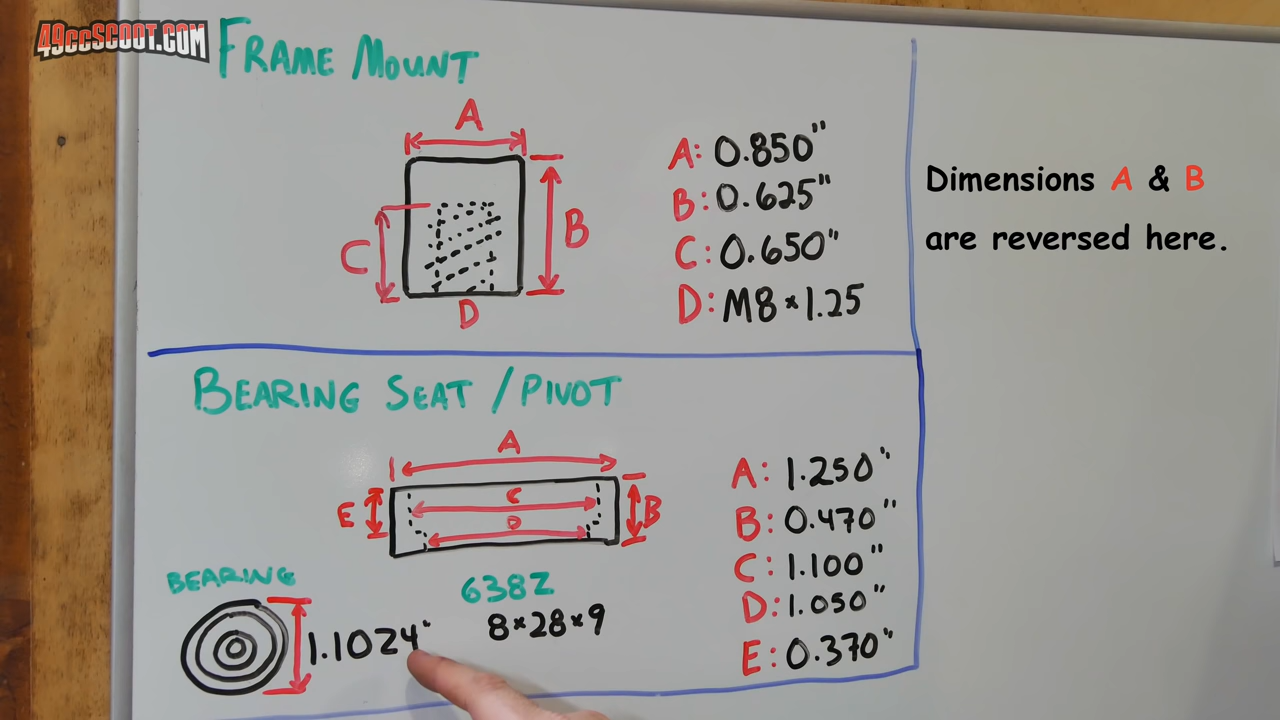 49ccSCOOT.COM
FRAME MOUNT
A
B
C
D
A: 0.850"
B: 0.625"
C: 0.650"
D: M8×1.25
Dimensions A & B
are reversed here.
BEARING SEAT / PIVOT
A
E
C
B
D
A: 1.250"
B: 0.470"
C: 1.100"
D: 1.050"
E: 0.370"
BEARING
1.1024"
638Z
8×28×9